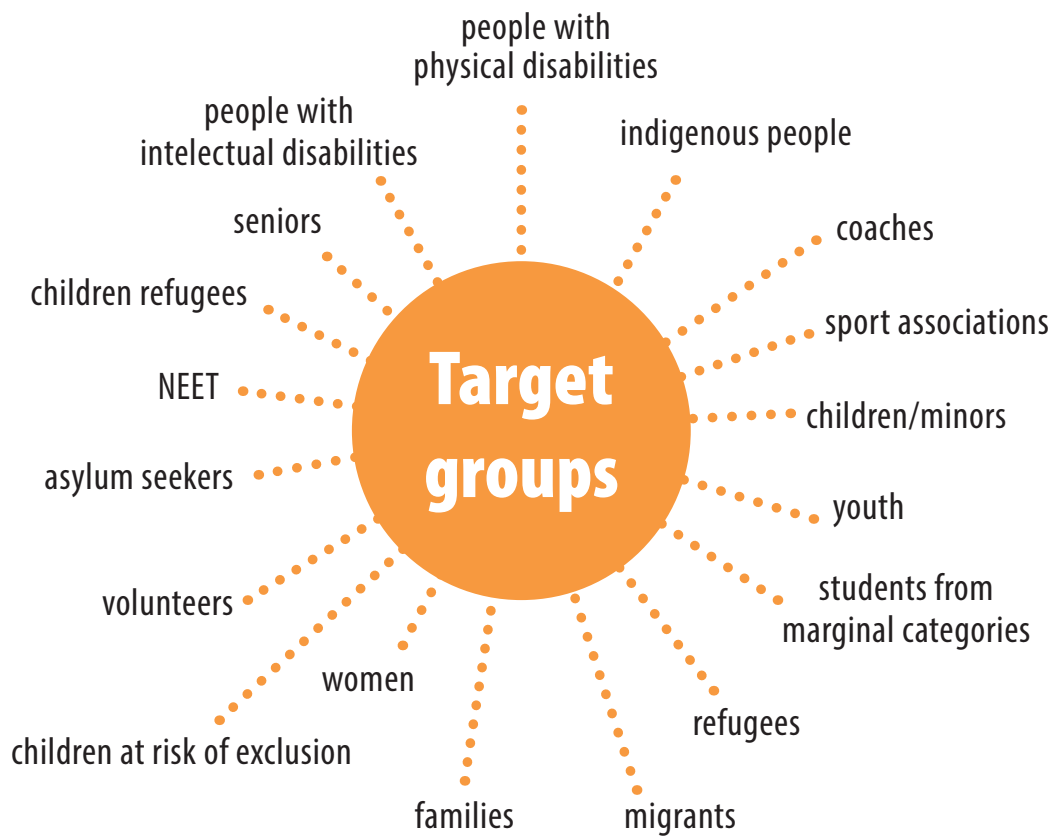 people with
physical disabilities
indigenous people
coaches
sport associations
children/minors
youth
students from
marginal categories
refugees
migrants
families
women
children at risk of exclusion
volunteers
asylum seekers
NEET
children refugees
seniors
people with
intelectual disabilities
Target
groups